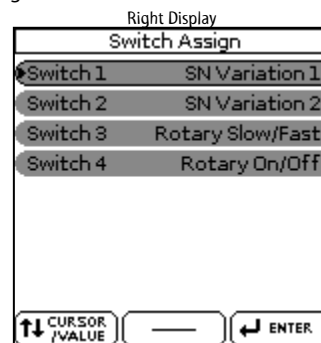 Right Display
Switch Assign
Switch 1 SN Variation 1
Switch 2 SN Variation 2
Switch 3 Rotary Slow/Fast
Switch 4 Rotary On/Off
CURSOR
/VALUE
ENTER